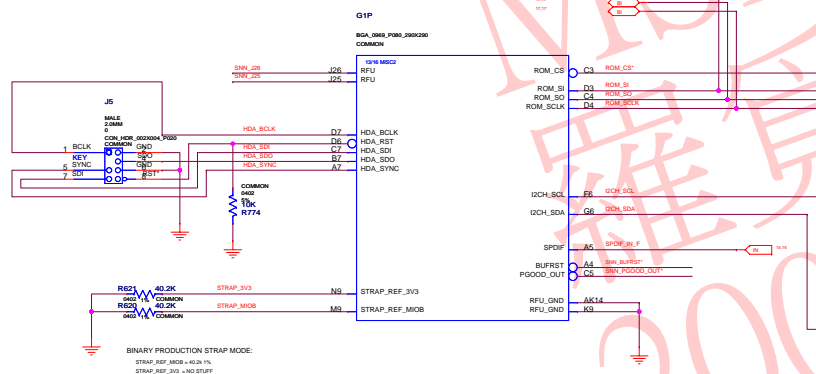 G1P
BGA_0969_P080_290X290
COMMON
13/16 MISC2
SNN_J26
J26
RFU
SNN_J25
J25
RFU
HDA_BCLK
D7
HDA_BCLK
D6
HDA_RST
HDA_SDI
C7
HDA_SDI
HDA_SDO
B7
HDA_SDO
HDA_SYNC
A7
HDA_SYNC
STRAP_3V3
N9
STRAP_REF_3V3
STRAP_MIOB
M9
STRAP_REF_MIOB
ROM_CS
C3
ROM_CS*
ROM_SI
D3
ROM_SI
ROM_SO
C4
ROM_SO
ROM_SCLK
D4
ROM_SCLK
I2CH_SCL
F6
I2CH_SCL
I2CH_SDA
G6
I2CH_SDA
SPDIF
A5
SPDIF_IN_F
IN
BUFRST
A4
SNN_BUFRST*
PGOOD_OUT
C5
SNN_PGOOD_OUT*
RFU_GND
AK14
RFU_GND
K9
BI
BI
J5
MALE
2.0MM
0
CON_HDR_002X004_P020
COMMON
1
BCLK
GND
KEY
SDO
5
SYNC
GND
7
SDI
RST*
COMMON
0402
5%
10K
R774
R621
40.2K
0402
1%
COMMON
R620
40.2K
0402
1%
COMMON
BINARY PRODUCTION STRAP MODE:
STRAP_REF_MIOB = 40.2k 1%
STRAP_REF_3V3 = NO STUFF